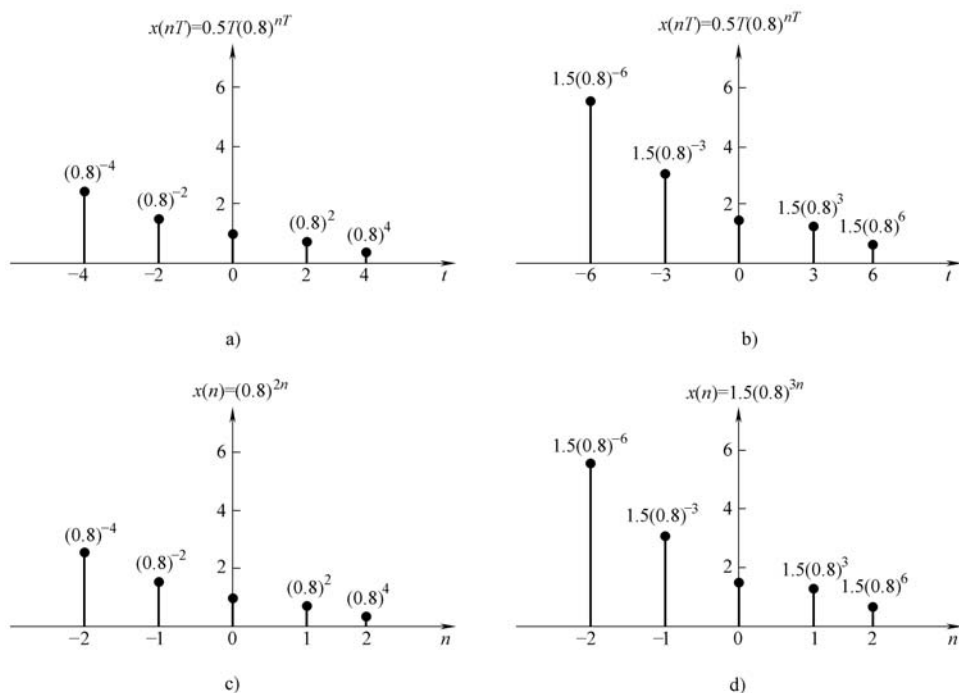 x(nT)=0.5T(0.8)^{nT}
6
4
2
(0.8)^{-4}
(0.8)^{-2}
(0.8)^{2}
(0.8)^{4}
−4 −2 0 2 4 t
a)
x(nT)=0.5T(0.8)^{nT}
1.5(0.8)^{-6}
6
4
1.5(0.8)^{-3}
2
1.5(0.8)^{3}
1.5(0.8)^{6}
−6 −3 0 3 6 t
b)
x(n)=(0.8)^{2n}
6
4
2
(0.8)^{-4}
(0.8)^{-2}
(0.8)^{2}
(0.8)^{4}
−2 −1 0 1 2 n
c)
x(n)=1.5(0.8)^{3n}
1.5(0.8)^{-6}
6
4
1.5(0.8)^{-3}
2
1.5(0.8)^{3}
1.5(0.8)^{6}
−2 −1 0 1 2 n
d)